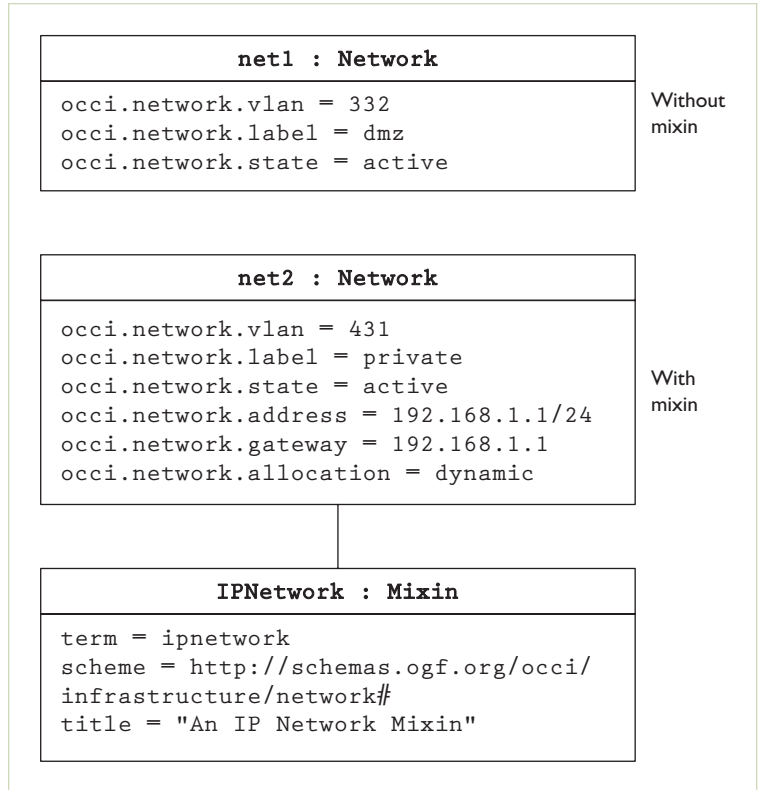 net1 : Network
occi.network.vlan = 332
occi.network.label = dmz
occi.network.state = active
Without
mixin
net2 : Network
occi.network.vlan = 431
occi.network.label = private
occi.network.state = active
occi.network.address = 192.168.1.1/24
occi.network.gateway = 192.168.1.1
occi.network.allocation = dynamic
With
mixin
IPNetwork : Mixin
term = ipnetwork
scheme = http://schemas.ogf.org/occi/
infrastructure/network#
title = "An IP Network Mixin"